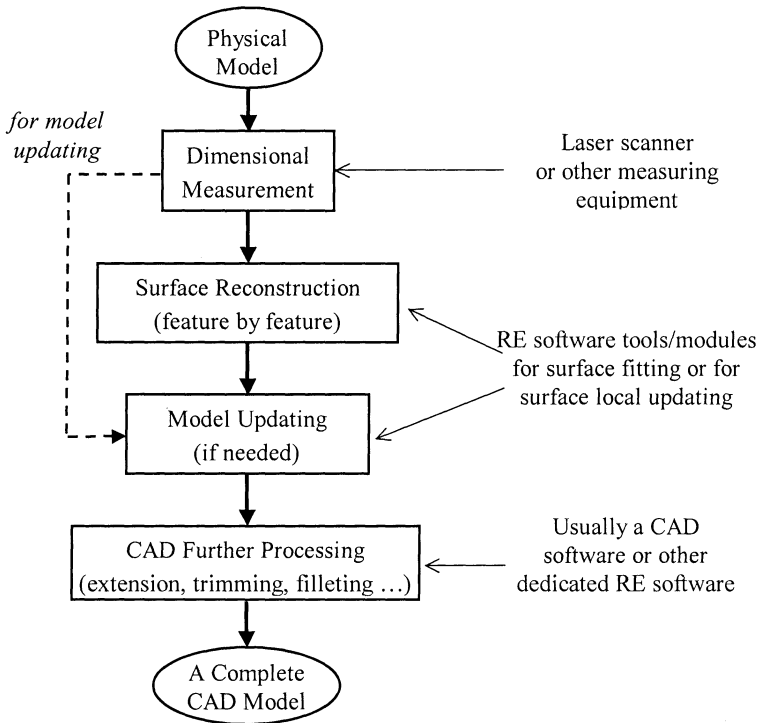 Physical
Model
for model
updating
Dimensional
Measurement
Laser scanner
or other measuring
equipment
Surface Reconstruction
(feature by feature)
RE software tools/modules
for surface fitting or for
surface local updating
Model Updating
(if needed)
CAD Further Processing
(extension, trimming, filleting …)
Usually a CAD
software or other
dedicated RE software
A Complete
CAD Model